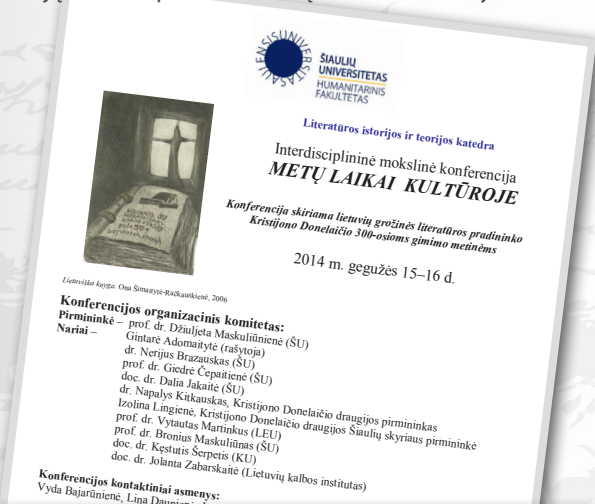 ŠIAULIŲ
UNIVERSITETAS
HUMANITARINIS
FAKULTETAS
Literatūros istorijos ir teorijos katedra
Interdisciplininė mokslinė konferencija
METŲ LAIKAI KULTŪROJE
Konferencija skiriama lietuvių grožinės literatūros pradininko
Kristijono Donelaičio 300-osioms gimimo metinėms
2014 m. gegužės 15–16 d.
Lietuviška knyga. Ona Šimaitytė-Račkauskienė, 2006
Konferencijos organizacinis komitetas:
Pirmininkė – prof. dr. Džiuljeta Maskuliūnienė (ŠU)
Nariai – Gintarė Adomaitytė (rašytoja)
dr. Nerijus Brazauskas (ŠU)
prof. dr. Giedrė Čepaitienė (ŠU)
doc. dr. Dalia Jakaitė (ŠU)
dr. Napalys Kitkauskas, Kristijono Donelaičio draugijos pirmininkas
Izolina Lingienė, Kristijono Donelaičio draugijos Šiaulių skyriaus pirmininkė
prof. dr. Vytautas Martinkus (LEU)
prof. dr. Bronius Maskuliūnas (ŠU)
doc. dr. Kęstutis Šerpetis (KU)
doc. dr. Jolanta Zabarskaitė (Lietuvių kalbos institutas)
Konferencijos kontaktiniai asmenys:
Vyda Bajarūnienė, Lina